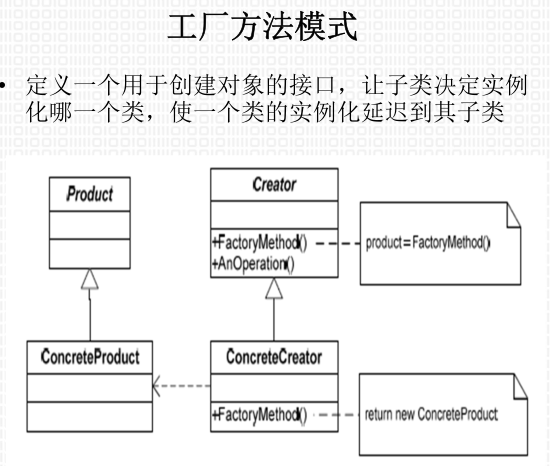 工厂方法模式
• 定义一个用于创建对象的接口，让子类决定实例
化哪一个类，使一个类的实例化延迟到其子类
Product
Creator
+FactoryMethod()
+AnOperation()
product=FactoryMethod()
ConcreteProduct
ConcreteCreator
+FactoryMethod()
return new ConcreteProduct